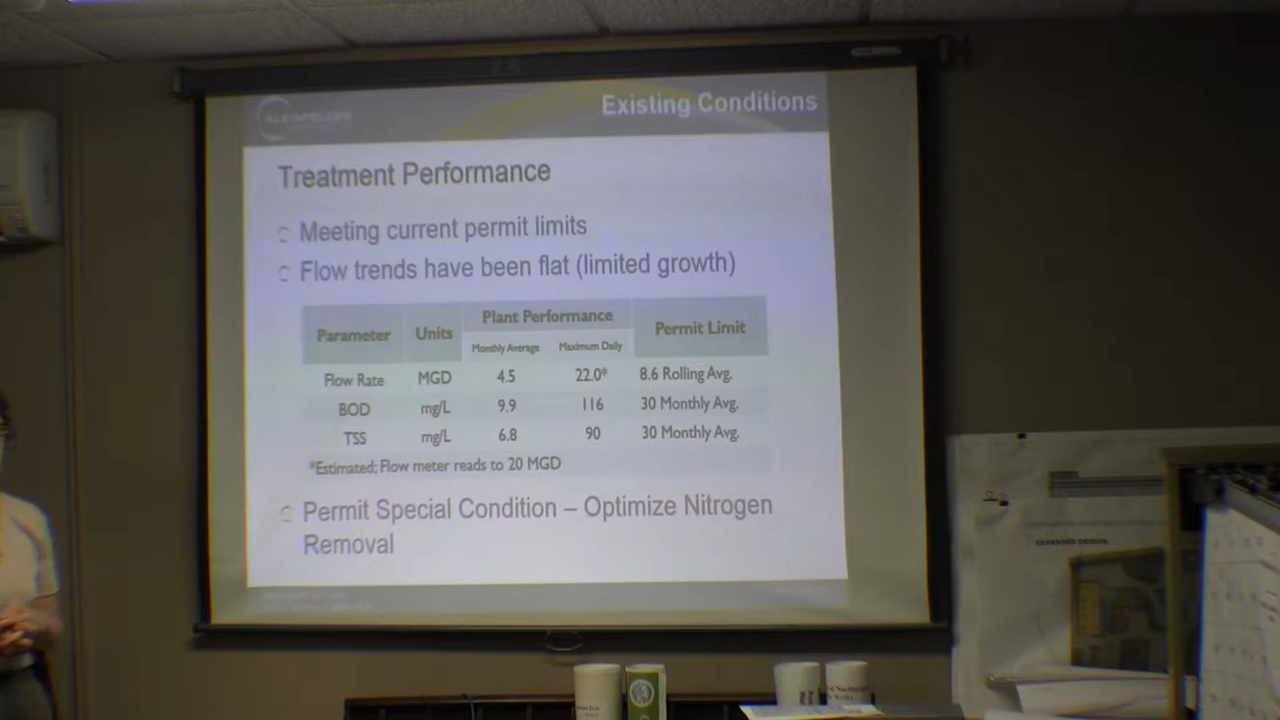 KLEINFELDER
Existing Conditions
Treatment Performance
Meeting current permit limits
Flow trends have been flat (limited growth)
Parameter Units Plant Performance Permit Limit
Monthly Average Maximum Daily
Flow Rate MGD 4.5 22.0* 8.6 Rolling Avg.
BOD mg/L 9.9 116 30 Monthly Avg.
TSS mg/L 6.8 90 30 Monthly Avg.
*Estimated; Flow meter reads to 20 MGD
Permit Special Condition – Optimize Nitrogen
Removal
EXPANDED DESIGN